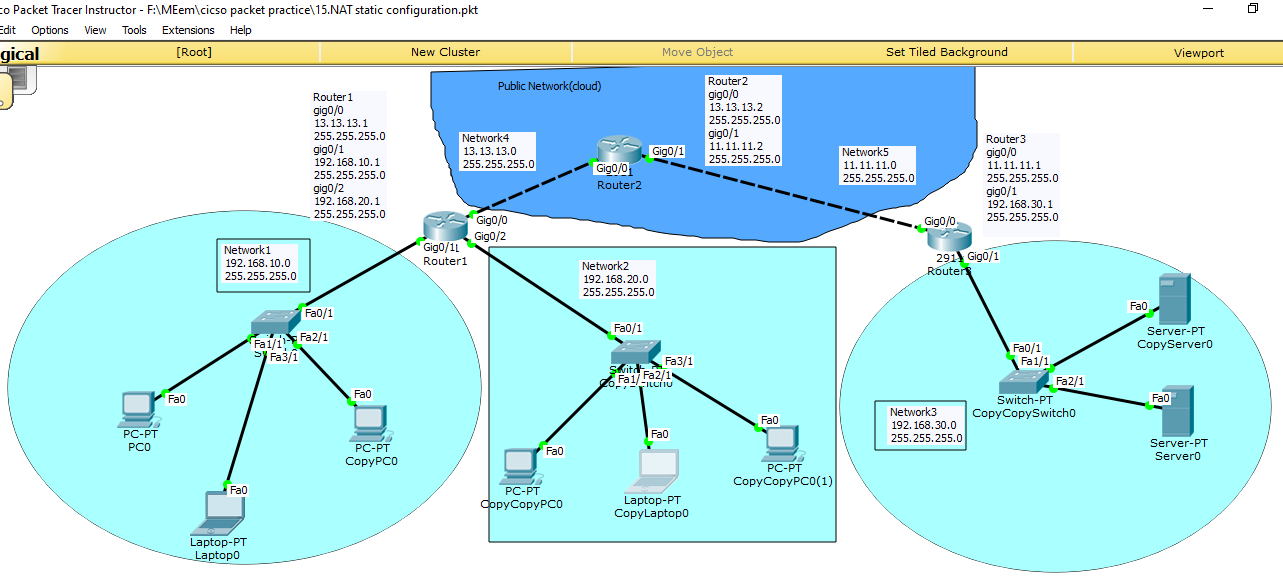 co Packet Tracer Instructor - F:\MEem\cicso packet practice\15.NAT static configuration.pkt
Edit Options View Tools Extensions Help
gical [Root] New Cluster Move Object Set Tiled Background Viewport
Public Network(cloud)
Router1
gig0/0
13.13.13.1
255.255.255.0
gig0/1
192.168.10.1
255.255.255.0
gig0/2
192.168.20.1
255.255.255.0
Network4
13.13.13.0
255.255.255.0
Router2
gig0/0
13.13.13.2
255.255.255.0
gig0/1
11.11.11.2
255.255.255.0
Gig0/0
Gig0/1
Router2
Network5
11.11.11.0
255.255.255.0
Router3
gig0/0
11.11.11.1
255.255.255.0
gig0/1
192.168.30.1
255.255.255.0
Gig0/0
Gig0/1
Gig0/2
Router1
Gig0/0
2911
Gig0/1
Router3
Network1
192.168.10.0
255.255.255.0
Fa0/1
Fa1/1
Fa2/1
Fa3/1
Fa0
PC-PT
PC0
Fa0
PC-PT
CopyPC0
Fa0
Laptop-PT
Laptop0
Network2
192.168.20.0
255.255.255.0
Fa0/1
Fa3/1
Fa2/1
Fa0
PC-PT
CopyCopyPC0
Fa0
Laptop-PT
CopyLaptop0
Fa0
PC-PT
CopyCopyPC0(1)
Fa0
Server-PT
CopyServer0
Fa0/1
Fa1/1
Fa2/1
Switch-PT
CopyCopySwitch0
Fa0
Server-PT
Server0
Network3
192.168.30.0
255.255.255.0